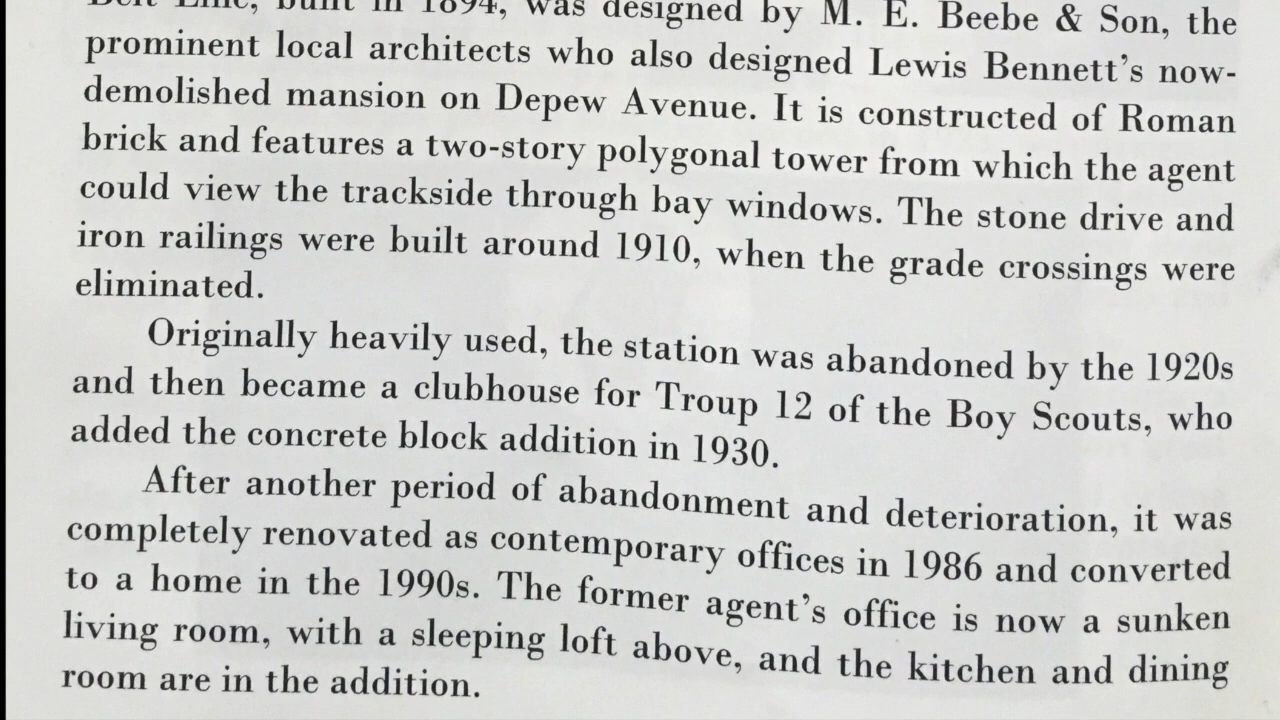 Belt Line, built in 1894, was designed by M. E. Beebe & Son, the
prominent local architects who also designed Lewis Bennett's now-
demolished mansion on Depew Avenue. It is constructed of Roman
brick and features a two-story polygonal tower from which the agent
could view the trackside through bay windows. The stone drive and
iron railings were built around 1910, when the grade crossings were
eliminated.
Originally heavily used, the station was abandoned by the 1920s
and then became a clubhouse for Troup 12 of the Boy Scouts, who
added the concrete block addition in 1930.
After another period of abandonment and deterioration, it was
completely renovated as contemporary offices in 1986 and converted
to a home in the 1990s. The former agent's office is now a sunken
living room, with a sleeping loft above, and the kitchen and dining
room are in the addition.